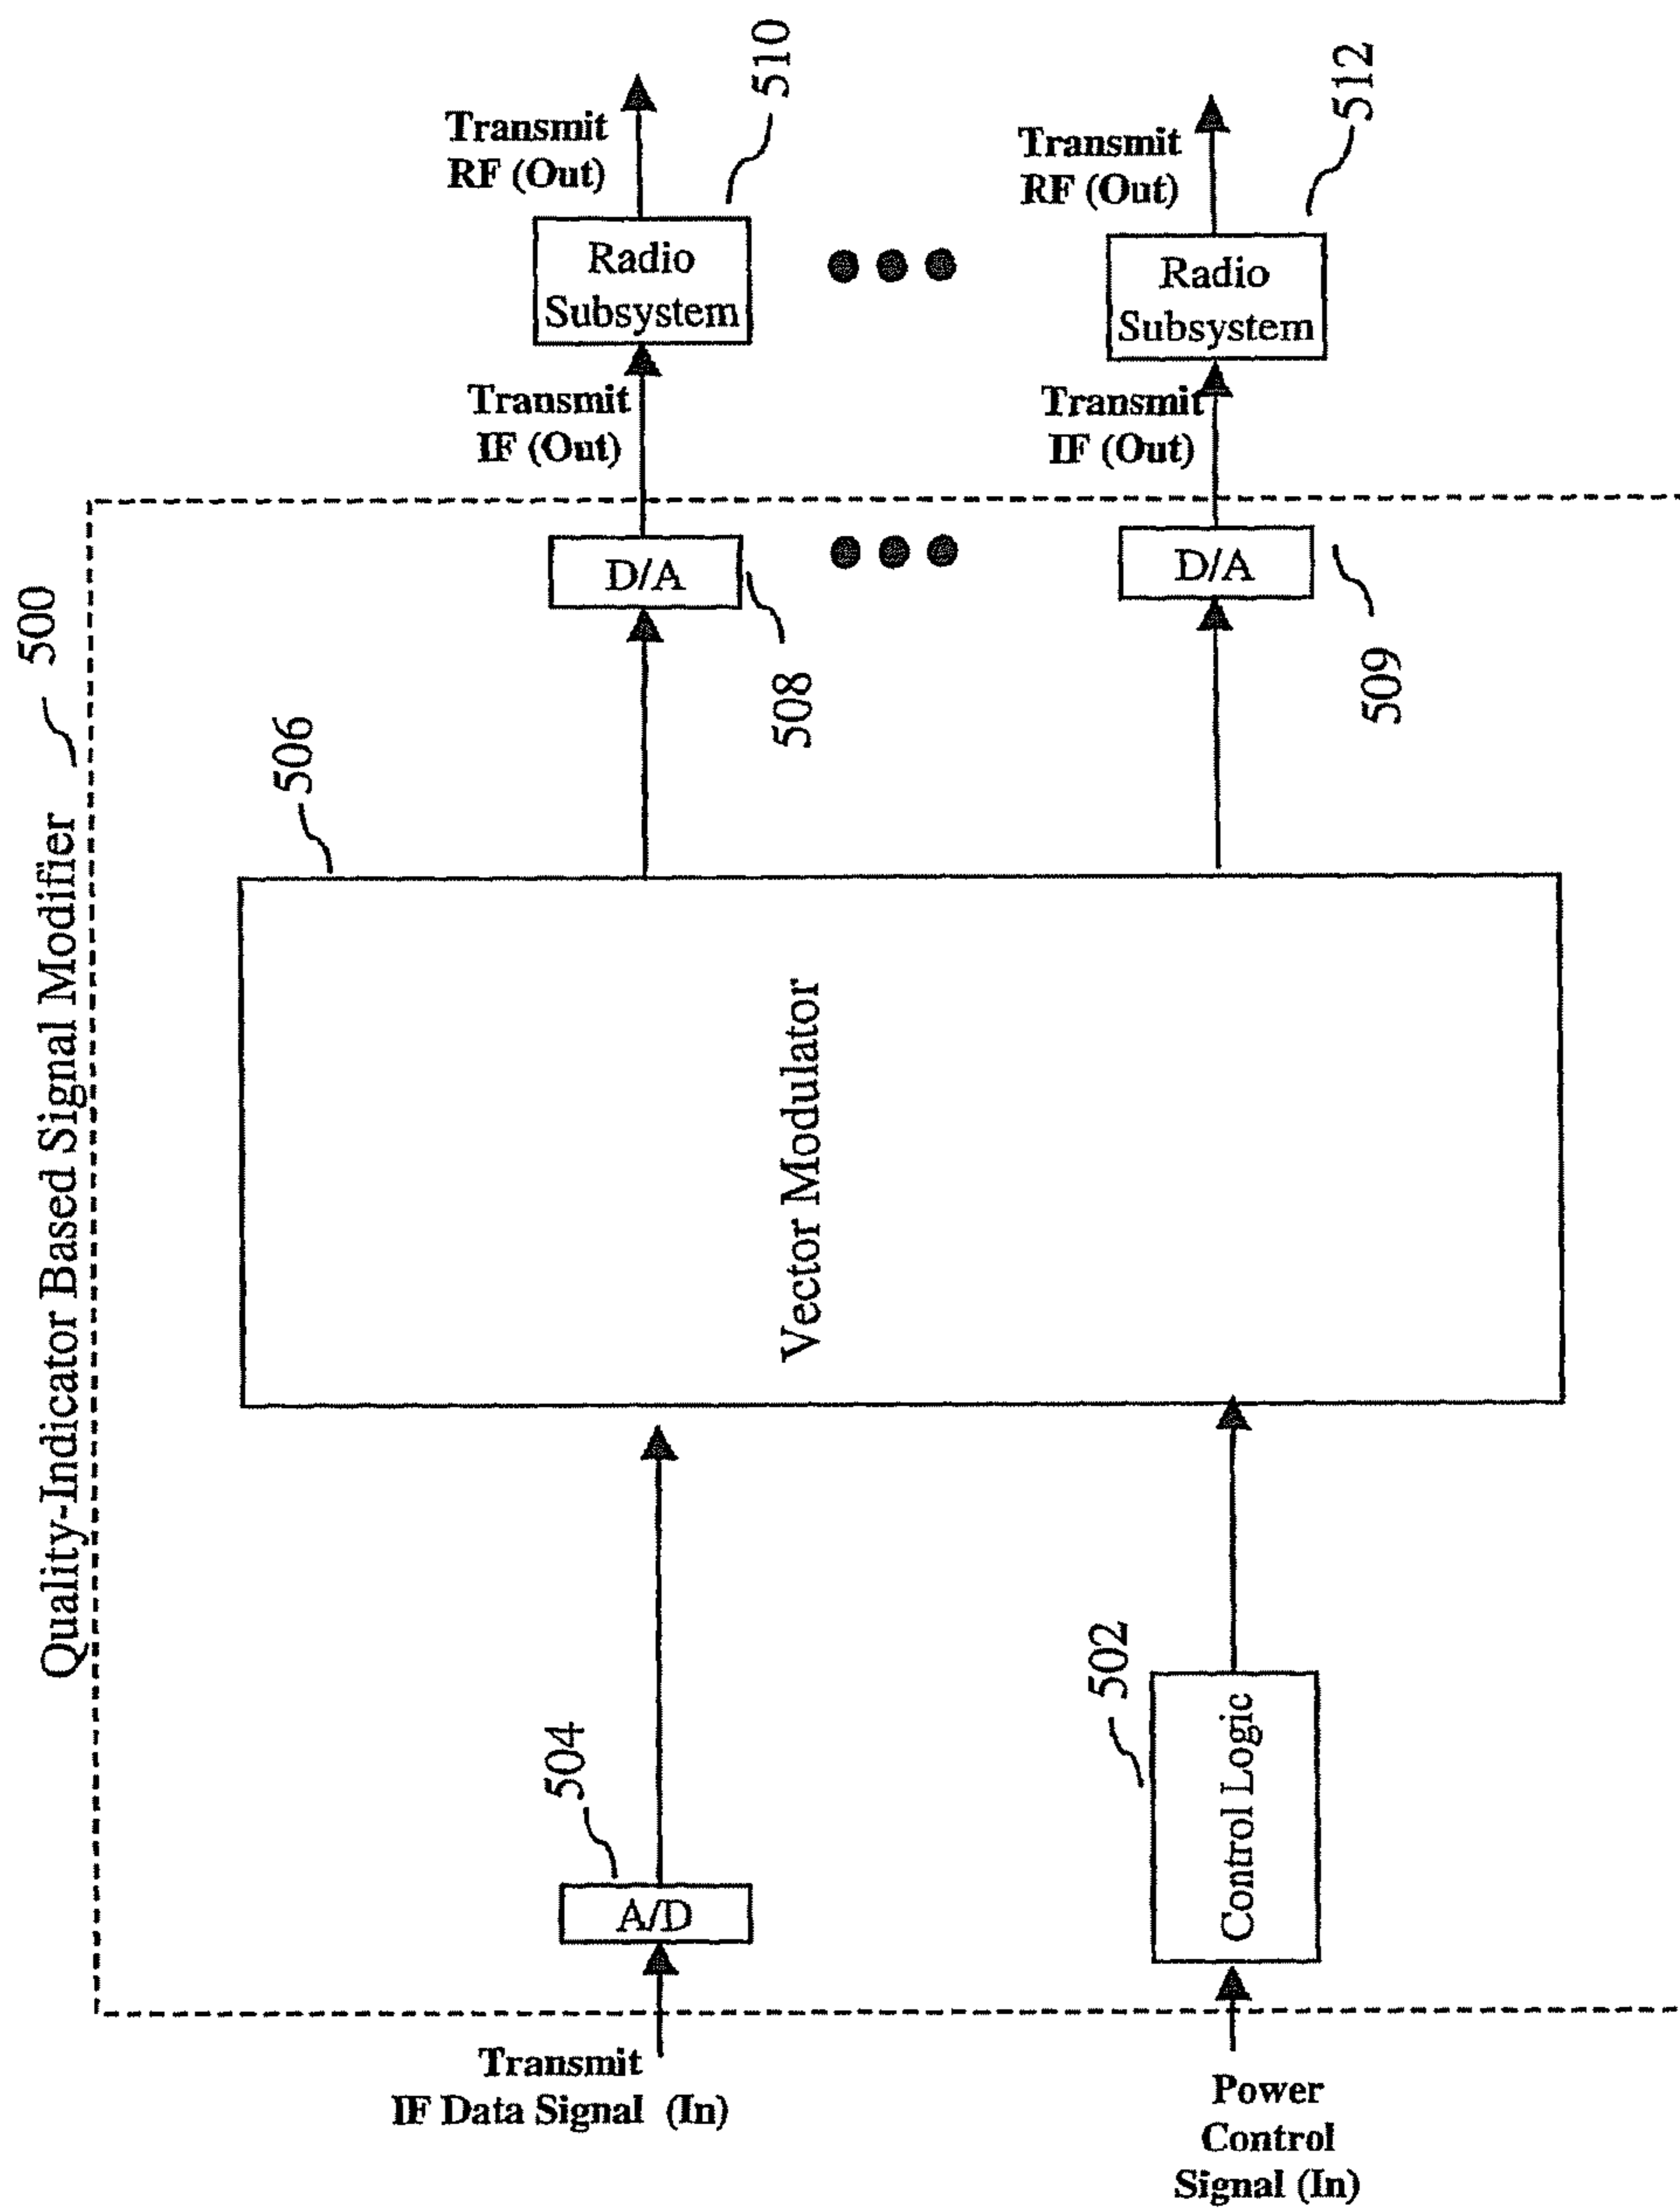 Transmit
RF (Out)
510
Transmit
RF (Out)
512
Radio
Subsystem
Radio
Subsystem
Transmit
IF (Out)
Transmit
IF (Out)
Quality-Indicator Based Signal Modifier
500
D/A
508
D/A
509
506
Vector Modulator
504
A/D
502
Control Logic
Transmit
IF Data Signal (In)
Power
Control
Signal (In)